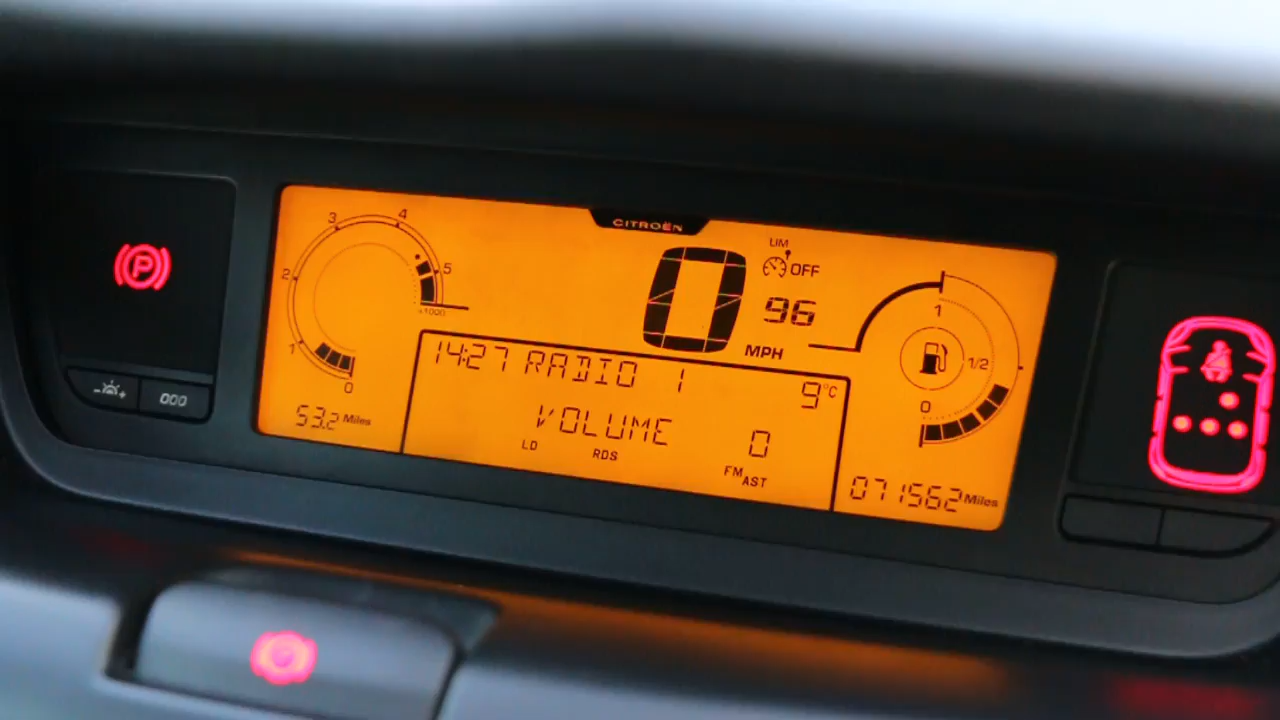 CITROËN
3
4
2
5
x1000
1
0
53.2 Miles
0
LIM
OFF
96
MPH
14:27 RADIO 1
9°C
VOLUME 0
LD
RDS
FM
AST
1
1/2
0
071562 Miles
P
000